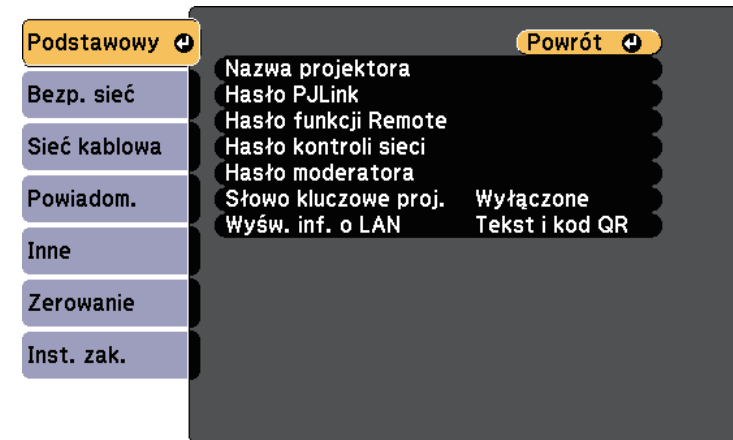 Podstawowy
Bezp. sieć
Sieć kablowa
Powiadom.
Inne
Zerowanie
Inst. zak.
Powrót
Nazwa projektora
Hasło PJLink
Hasło funkcji Remote
Hasło kontroli sieci
Hasło moderatora
Słowo kluczowe proj. Wyłączone
Wyśw. inf. o LAN Tekst i kod QR